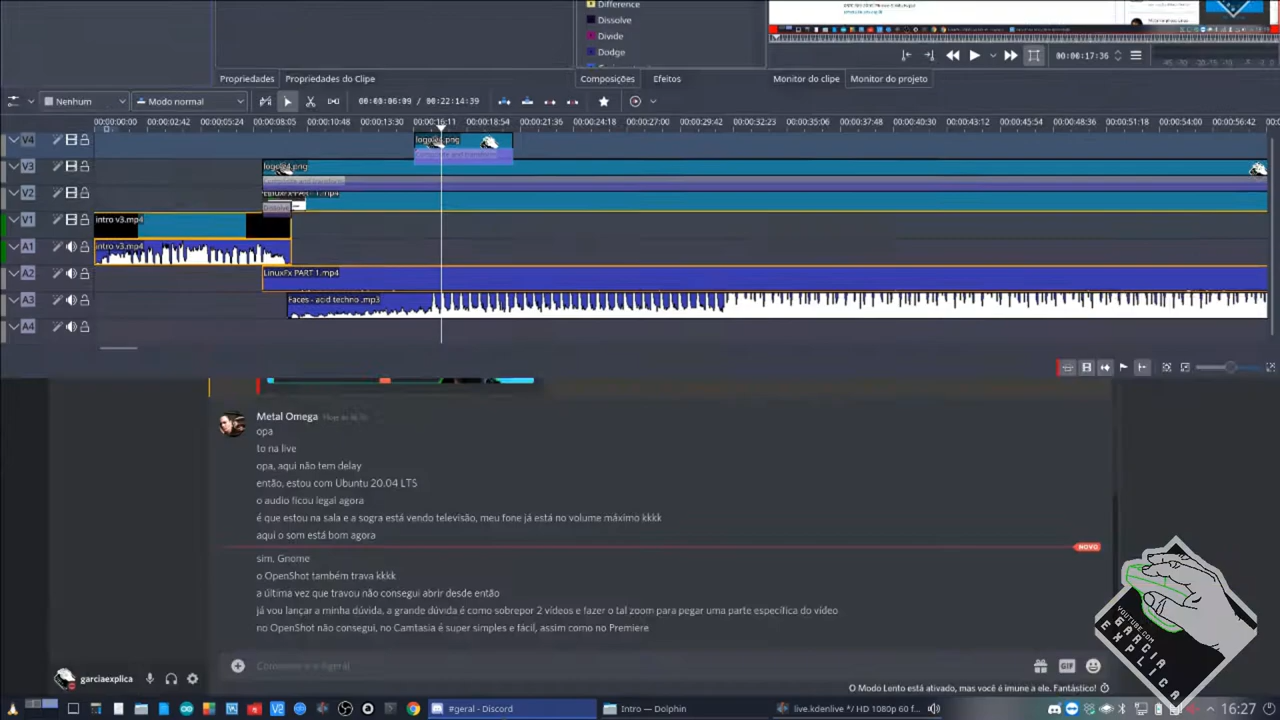 Difference
Dissolve
Divide
Dodge
Propriedades
Propriedades do Clipe
Composições
Efeitos
Monitor do clipe
Monitor do projeto
00:00:17:36
Nenhum
Modo normal
00:00:06:09 / 00:22:14:39
00:00:00:00 00:00:02:42 00:00:05:24 00:00:08:05 00:00:10:48 00:00:13:30 00:00:16:11 00:00:18:54 00:00:21:36 00:00:24:18 00:00:27:00 00:00:29:42 00:00:32:24 00:00:35:06 00:00:37:48 00:00:40:30 00:00:43:12 00:00:45:54 00:00:48:36 00:00:51:18 00:00:54:00 00:00:56:42
V4
V3
V2
LinuxFx PART 1.mp4
V1 intro v3.mp4
A1 intro v3.mp4
A2 LinuxFx PART 1.mp4
A3 Faces - acid techno .mp3
A4
Metal Omega
opa
to na live
opa, aqui não tem delay
então, estou com Ubuntu 20.04 LTS
o audio ficou legal agora
é que estou na sala e a sogra está vendo televisão, meu fone já está no volume máximo kkkk
aqui o som está bom agora
NOVO
sim, Gnome
o OpenShot também trava kkkk
a última vez que travou não consegui abrir desde então
já vou lançar a minha dúvida, a grande dúvida é como sobrepor 2 vídeos e fazer o tal zoom para pegar uma parte específica do vídeo
no OpenShot não consegui, no Camtasia é super simples e fácil, assim como no Premiere
garciaexplica
GIF
O Modo Lento está ativado, mas você é imune a ele. Fantástico!
YOUTUBE.COM
GARCIA
EXPLICA
#geral - Discord
Intro — Dolphin
live.kdenlive */ HD 1080p 60 f
16:27